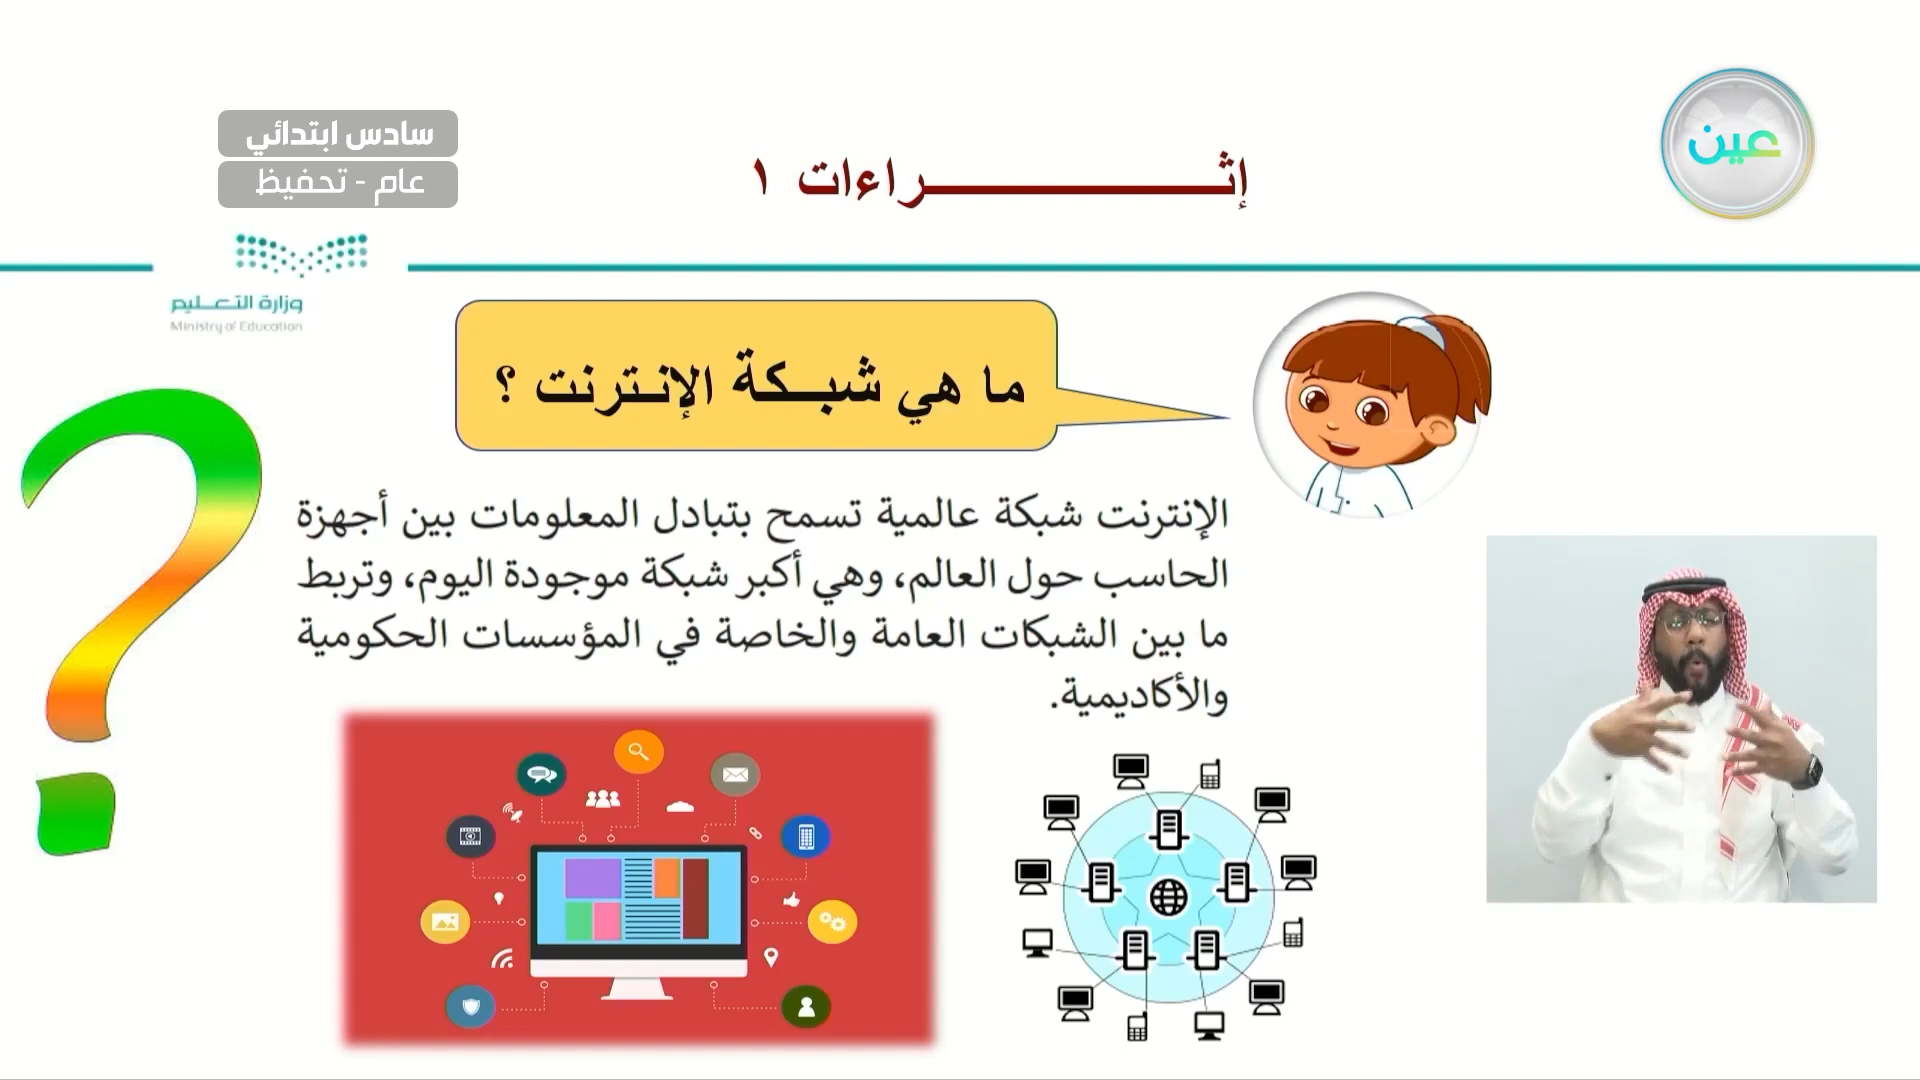 سادس ابتدائي
عام - تحفيظ
عين
إثـــراءات ١
وزارة التعـليم
Ministry of Education
ما هي شبـكة الإنـترنت ؟
الإنترنت شبكة عالمية تسمح بتبادل المعلومات بين أجهزة
الحاسب حول العالم، وهي أكبر شبكة موجودة اليوم، وتربط
ما بين الشبكات العامة والخاصة في المؤسسات الحكومية
والأكاديمية.